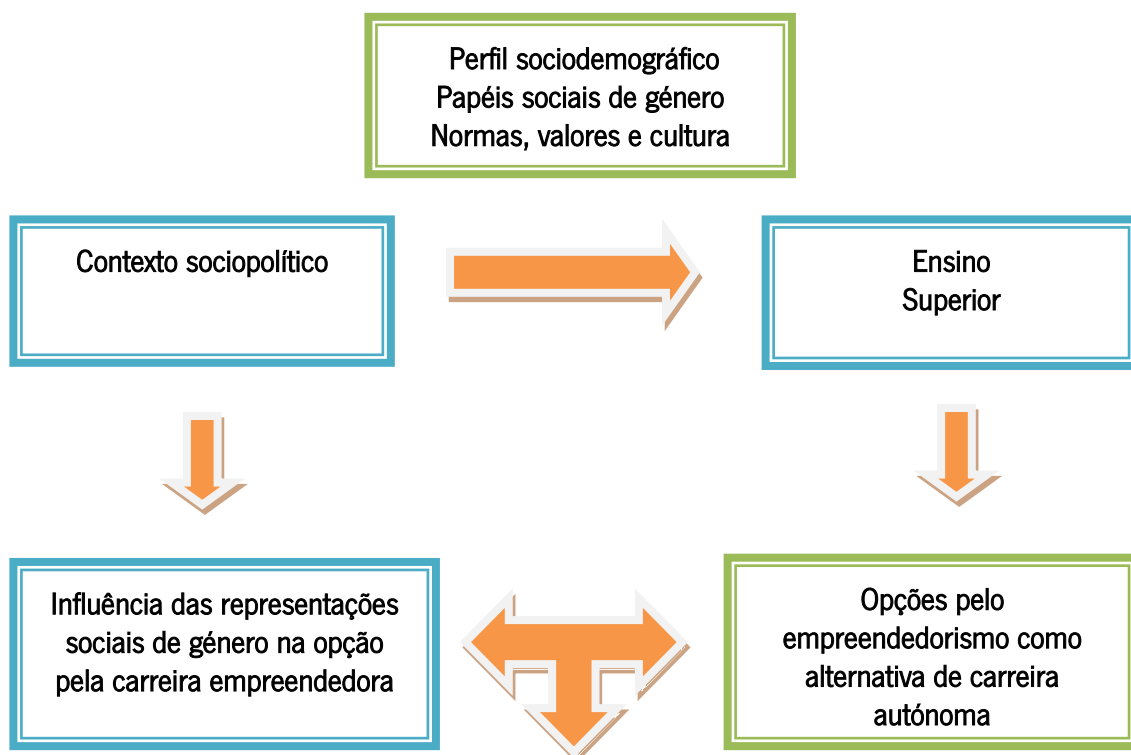 Perfil sociodemográfico
Papéis sociais de género
Normas, valores e cultura
Contexto sociopolítico
Ensino
Superior
Influência das representações
sociais de género na opção
pela carreira empreendedora
Opções pelo
empreendedorismo como
alternativa de carreira
autónoma